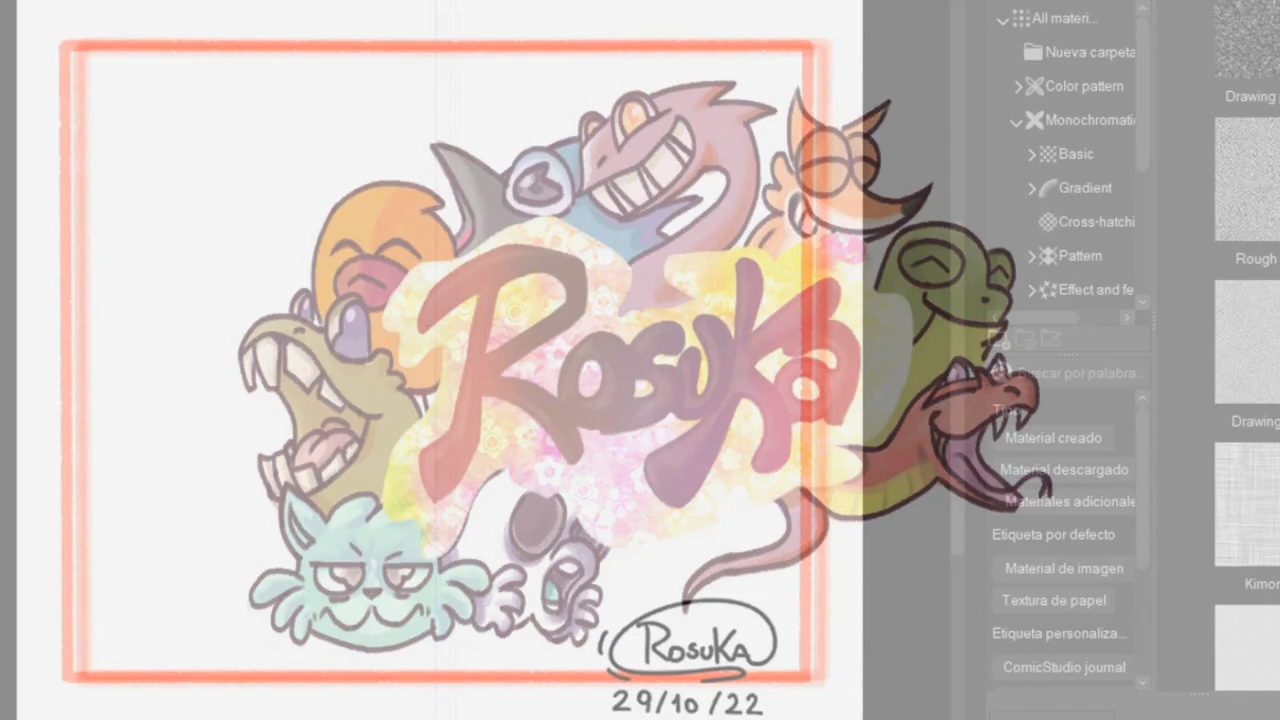 All materi...
Nueva carpeta
Color pattern
Monochromati
Basic
Gradient
Cross-hatchi
Pattern
Effect and fe
Buscar por palabra...
Tipo
Material creado
Material descargado
Materiales adicionale
Etiqueta por defecto
Material de imagen
Textura de papel
Etiqueta personaliza...
ComicStudio journal
Drawing
Rough
Drawing
Kimon
Rosuka
Rosuka
29/10/22